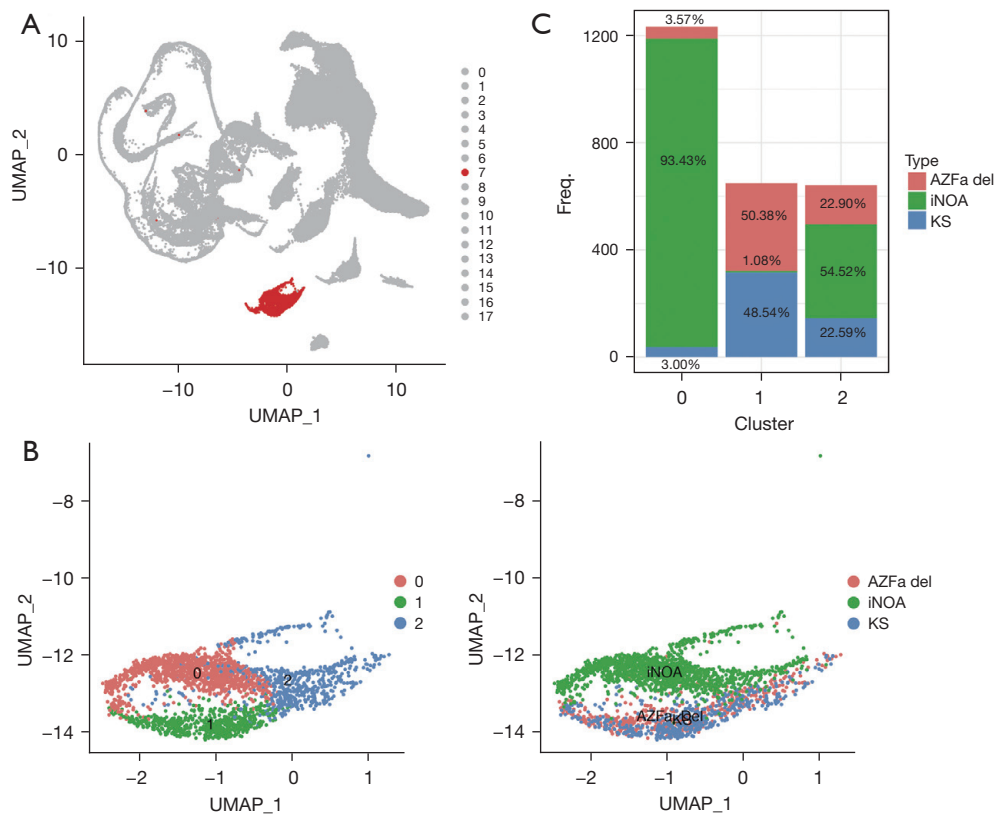 A
UMAP_2
10
0
−10
−10
0
10
UMAP_1
0
1
2
3
4
5
6
7
8
9
10
11
12
13
14
15
16
17
C
Freq.
1200
800
400
0
3.57%
93.43%
3.00%
50.38%
1.08%
48.54%
22.90%
54.52%
22.59%
0
1
2
Cluster
Type
AZFa del
iNOA
KS
B
UMAP_2
−8
−10
−12
−14
0
1
2
−2
−1
0
1
UMAP_1
0
1
2
UMAP_2
−8
−10
−12
−14
iNOA
AZFa Del
KS
−2
−1
0
1
UMAP_1
AZFa del
iNOA
KS